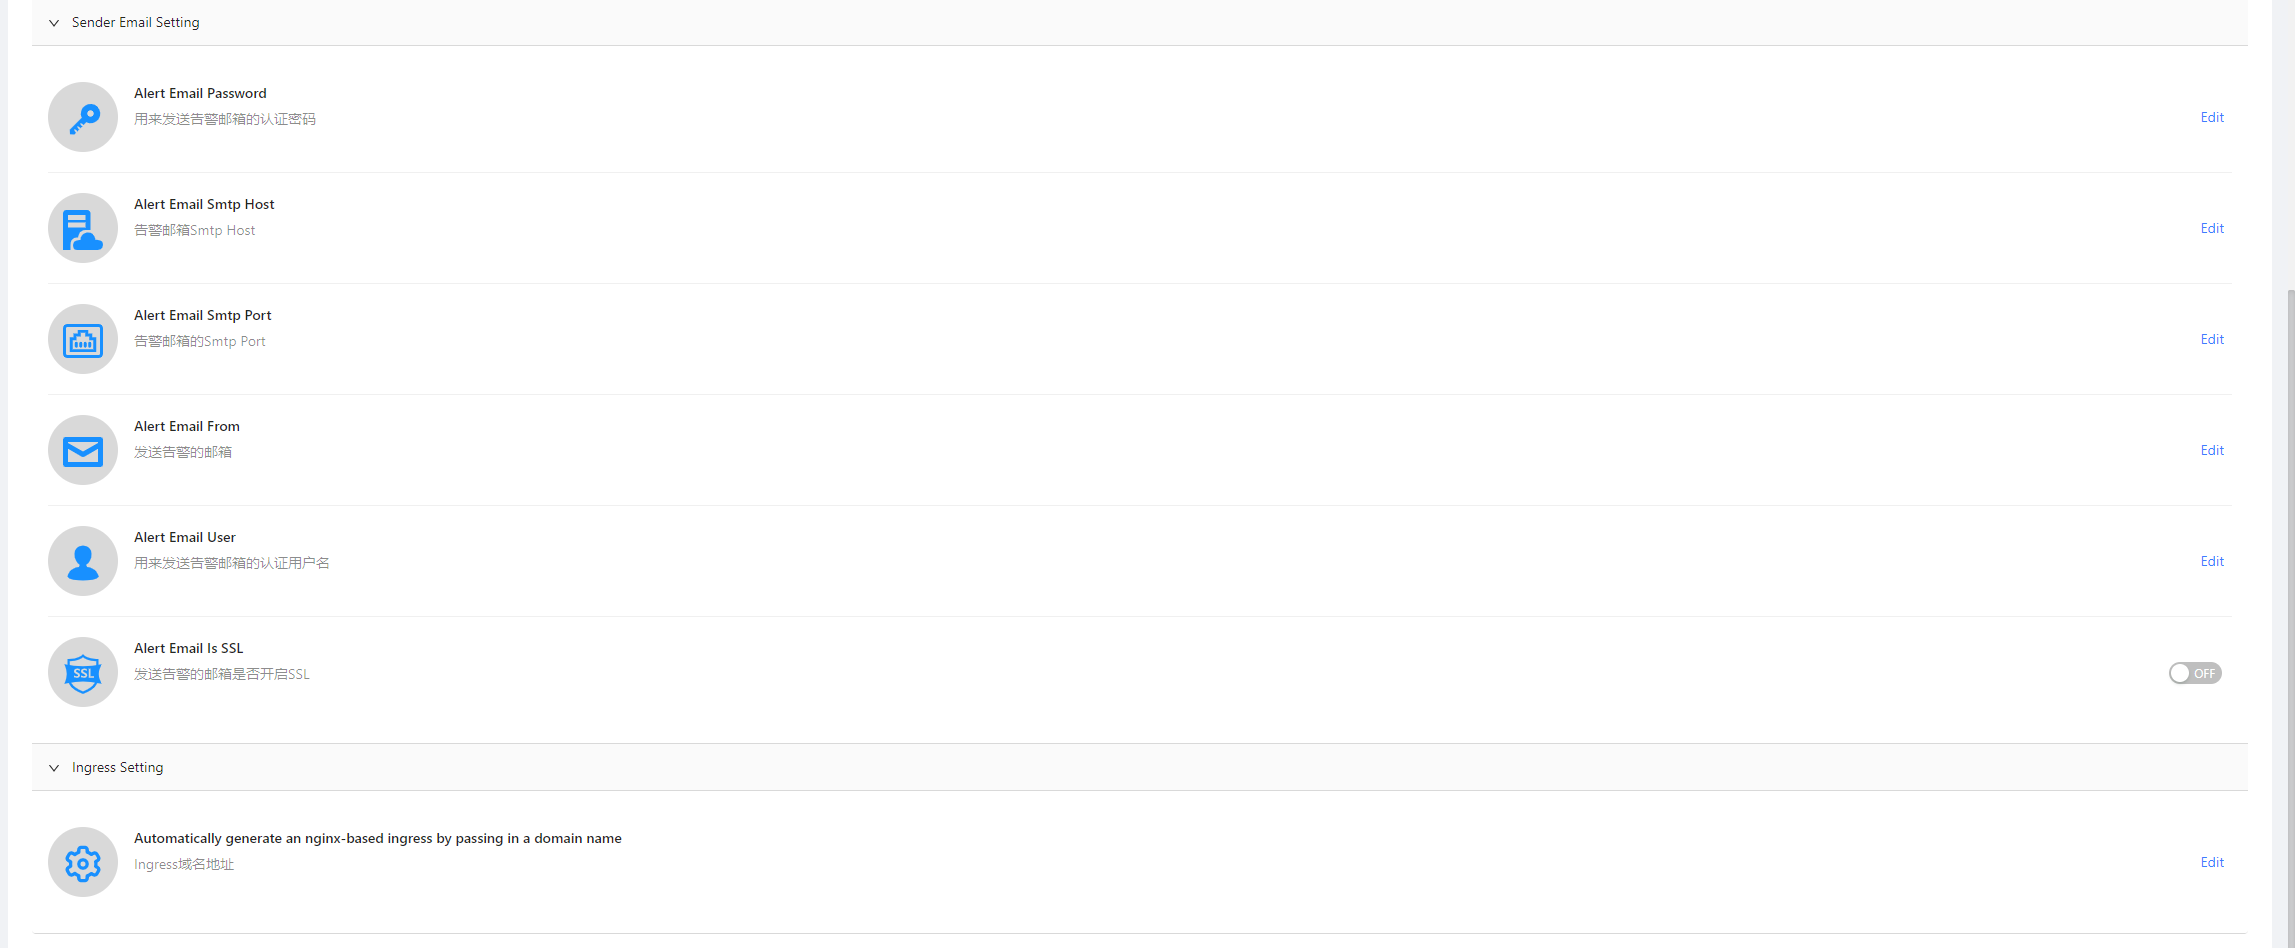 Sender Email Setting
Alert Email Password
用来发送告警邮箱的认证密码
Edit
Alert Email Smtp Host
告警邮箱Smtp Host
Edit
Alert Email Smtp Port
告警邮箱的Smtp Port
Edit
Alert Email From
发送告警的邮箱
Edit
Alert Email User
用来发送告警邮箱的认证用户名
Edit
SSL
Alert Email Is SSL
发送告警的邮箱是否开启SSL
OFF
Ingress Setting
Automatically generate an nginx-based ingress by passing in a domain name
Ingress域名地址
Edit